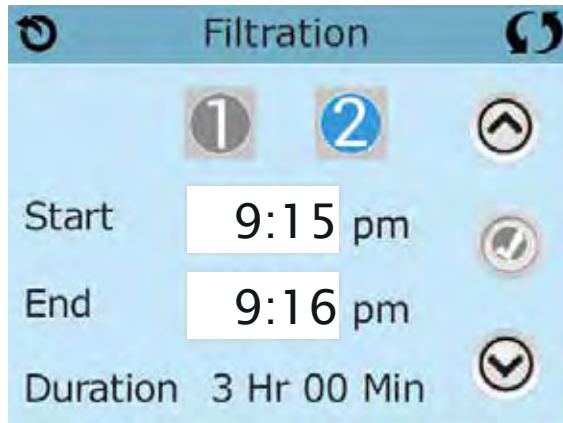 Filtration
1 2
Start 9:15 pm
End 9:16 pm
Duration 3 Hr 00 Min